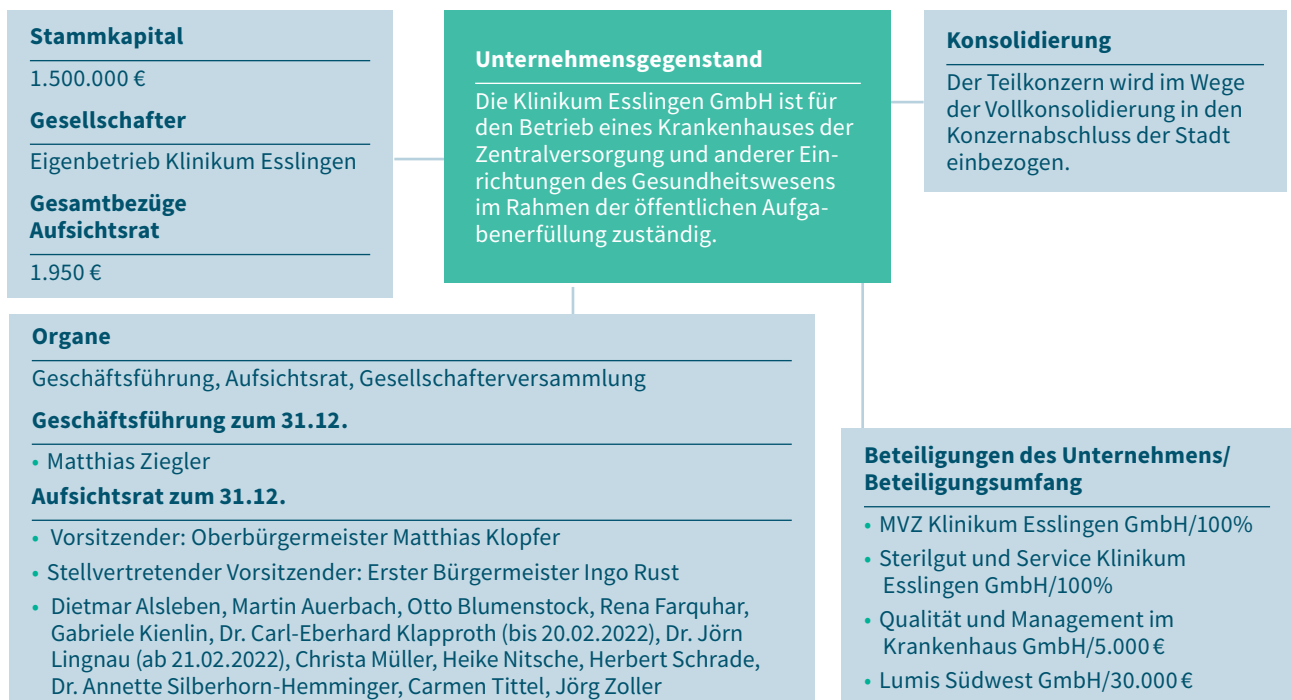 Stammkapital
1.500.000 €
Gesellschafter
Eigenbetrieb Klinikum Esslingen
Gesamtbezüge
Aufsichtsrat
1.950 €
Unternehmensgegenstand
Die Klinikum Esslingen GmbH ist für
den Betrieb eines Krankenhauses der
Zentralversorgung und anderer Ein-
richtungen des Gesundheitswesens
im Rahmen der öffentlichen Aufga-
benerfüllung zuständig.
Konsolidierung
Der Teilkonzern wird im Wege
der Vollkonsolidierung in den
Konzernabschluss der Stadt
einbezogen.
Organe
Geschäftsführung, Aufsichtsrat, Gesellschafterversammlung
Geschäftsführung zum 31.12.
• Matthias Ziegler
Aufsichtsrat zum 31.12.
• Vorsitzender: Oberbürgermeister Matthias Klopfer
• Stellvertretender Vorsitzender: Erster Bürgermeister Ingo Rust
• Dietmar Alsleben, Martin Auerbach, Otto Blumenstock, Rena Farquhar,
Gabriele Kienlin, Dr. Carl-Eberhard Klapproth (bis 20.02.2022), Dr. Jörn
Lingnau (ab 21.02.2022), Christa Müller, Heike Nitsche, Herbert Schrade,
Dr. Annette Silberhorn-Hemminger, Carmen Tittel, Jörg Zoller
Beteiligungen des Unternehmens/
Beteiligungsumfang
• MVZ Klinikum Esslingen GmbH/100%
• Sterilgut und Service Klinikum
Esslingen GmbH/100%
• Qualität und Management im
Krankenhaus GmbH/5.000 €
• Lumis Südwest GmbH/30.000 €